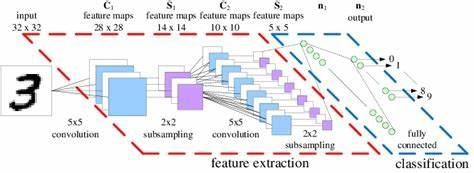 input
32 x 32
C₁
feature maps
28 x 28
S₁
feature maps
14 x 14
C₂
feature maps
10 x 10
S₂
feature maps
5 x 5
n₁
n₂
output
3
0
1
8
9
5x5
convolution
2x2
subsampling
5x5
convolution
2x2
subsampling
fully
connected
feature extraction
classification